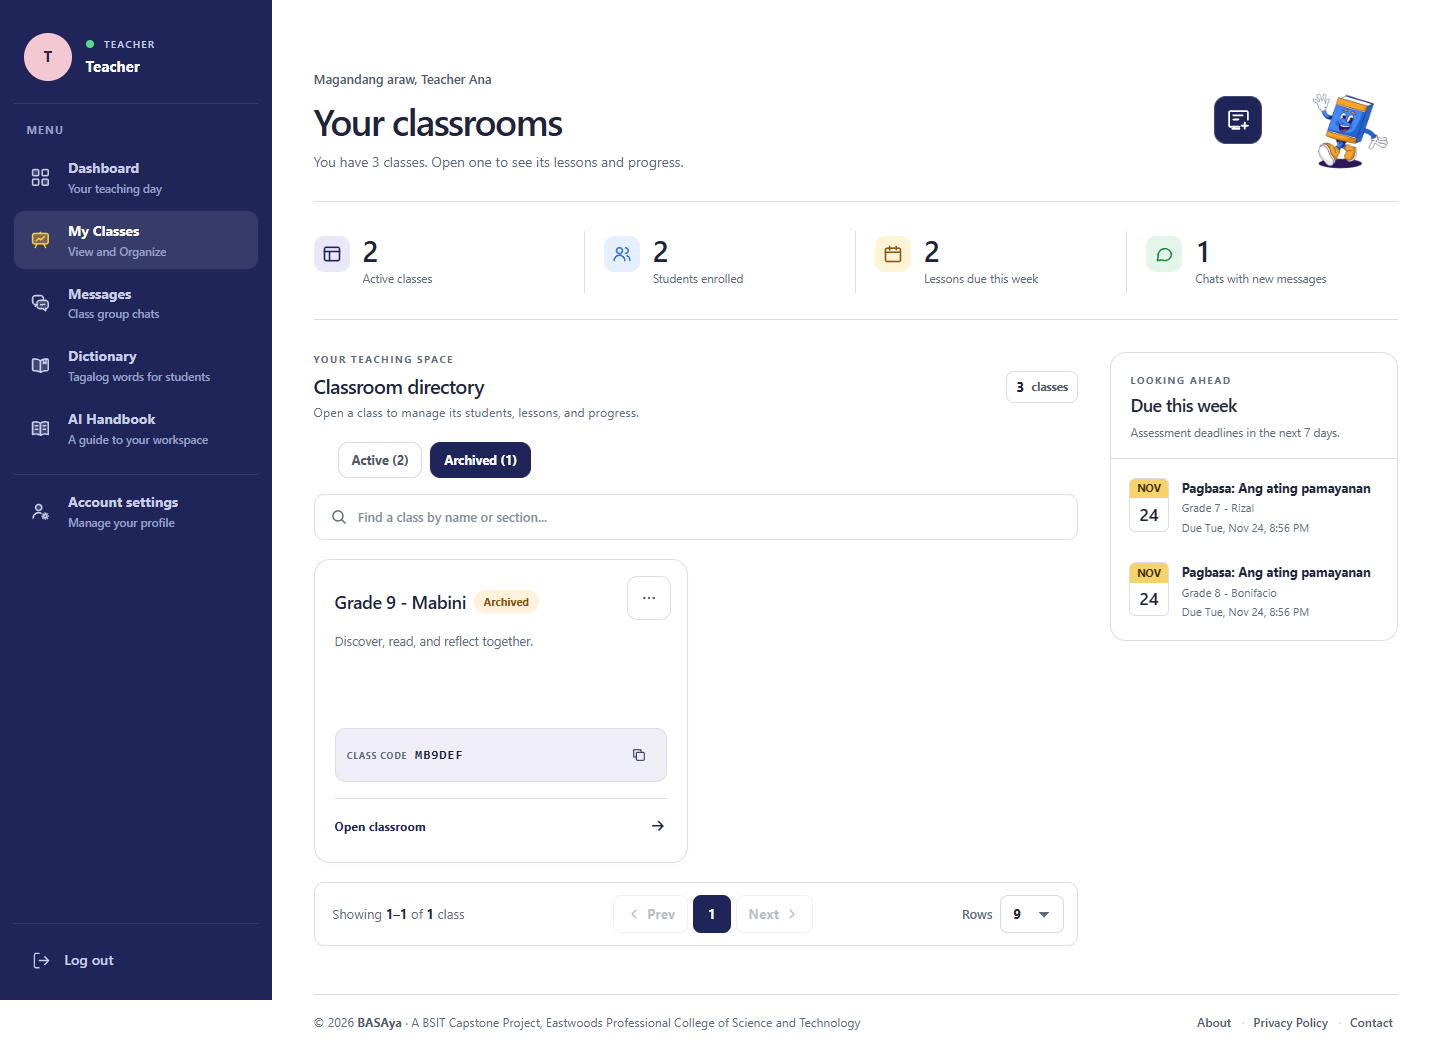 T
TEACHER
Teacher
MENU
Dashboard
Your teaching day
My Classes
View and Organize
Messages
Class group chats
Dictionary
Tagalog words for students
AI Handbook
A guide to your workspace
Account settings
Manage your profile
Log out
Magandang araw, Teacher Ana
Your classrooms
You have 3 classes. Open one to see its lessons and progress.
2
Active classes
2
Students enrolled
2
Lessons due this week
1
Chats with new messages
YOUR TEACHING SPACE
Classroom directory
Open a class to manage its students, lessons, and progress.
3 classes
Active (2)
Archived (1)
Find a class by name or section...
Grade 9 - Mabini
Archived
Discover, read, and reflect together.
CLASS CODE MB9DEF
Open classroom
Showing 1–1 of 1 class
Prev
1
Next
Rows
9
LOOKING AHEAD
Due this week
Assessment deadlines in the next 7 days.
NOV
24
Pagbasa: Ang ating pamayanan
Grade 7 - Rizal
Due Tue, Nov 24, 8:56 PM
NOV
24
Pagbasa: Ang ating pamayanan
Grade 8 - Bonifacio
Due Tue, Nov 24, 8:56 PM
© 2026 BASAya · A BSIT Capstone Project, Eastwoods Professional College of Science and Technology
About · Privacy Policy · Contact